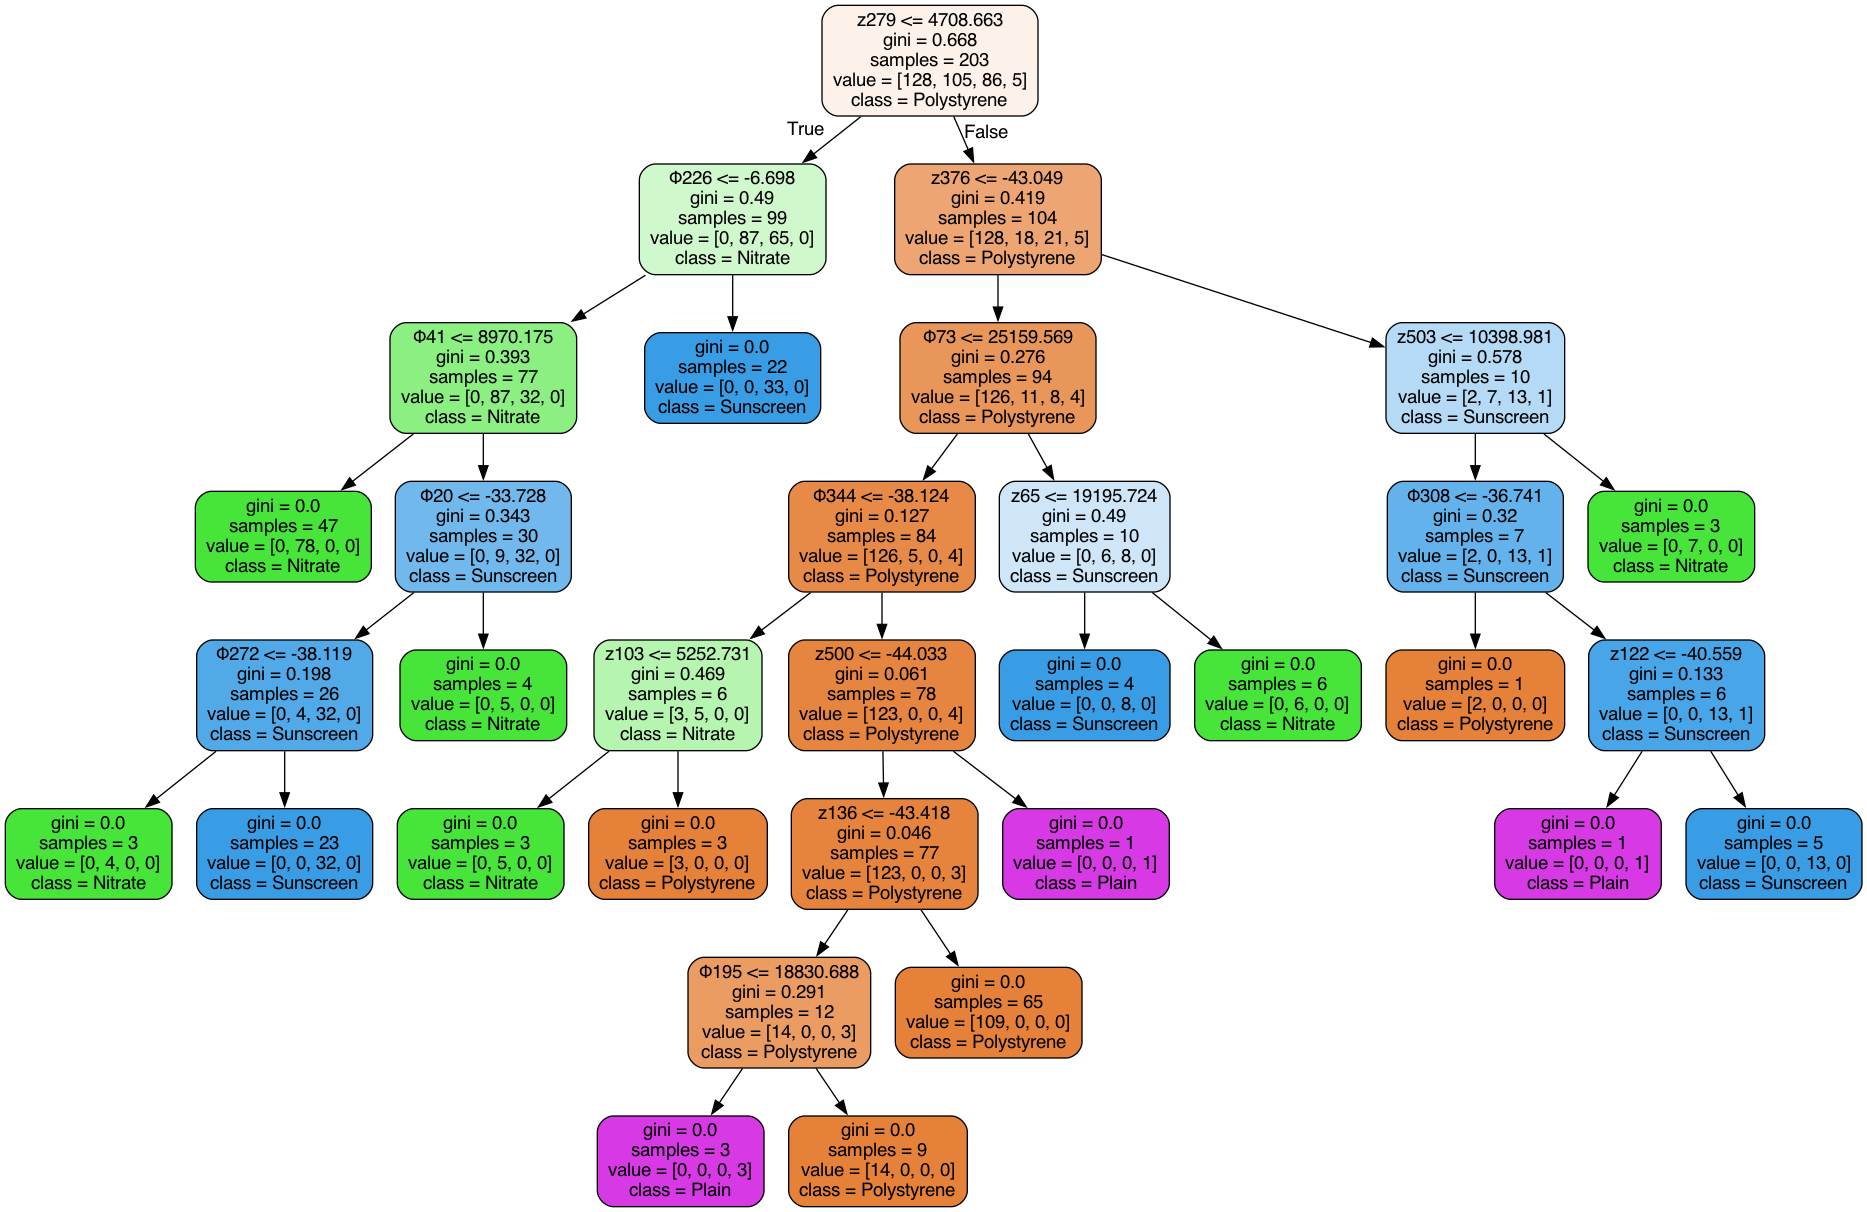 z279 <= 4708.663
gini = 0.668
samples = 203
value = [128, 105, 86, 5]
class = Polystyrene
True
False
Φ226 <= -6.698
gini = 0.49
samples = 99
value = [0, 87, 65, 0]
class = Nitrate
z376 <= -43.049
gini = 0.419
samples = 104
value = [128, 18, 21, 5]
class = Polystyrene
Φ41 <= 8970.175
gini = 0.393
samples = 77
value = [0, 87, 32, 0]
class = Nitrate
gini = 0.0
samples = 22
value = [0, 0, 33, 0]
class = Sunscreen
Φ73 <= 25159.569
gini = 0.276
samples = 94
value = [126, 11, 8, 4]
class = Polystyrene
z503 <= 10398.981
gini = 0.578
samples = 10
value = [2, 7, 13, 1]
class = Sunscreen
gini = 0.0
samples = 47
value = [0, 78, 0, 0]
class = Nitrate
Φ20 <= -33.728
gini = 0.343
samples = 30
value = [0, 9, 32, 0]
class = Sunscreen
Φ344 <= -38.124
gini = 0.127
samples = 84
value = [126, 5, 0, 4]
class = Polystyrene
z65 <= 19195.724
gini = 0.49
samples = 10
value = [0, 6, 8, 0]
class = Sunscreen
Φ308 <= -36.741
gini = 0.32
samples = 7
value = [2, 0, 13, 1]
class = Sunscreen
gini = 0.0
samples = 3
value = [0, 7, 0, 0]
class = Nitrate
Φ272 <= -38.119
gini = 0.198
samples = 26
value = [0, 4, 32, 0]
class = Sunscreen
gini = 0.0
samples = 4
value = [0, 5, 0, 0]
class = Nitrate
z103 <= 5252.731
gini = 0.469
samples = 6
value = [3, 5, 0, 0]
class = Nitrate
z500 <= -44.033
gini = 0.061
samples = 78
value = [123, 0, 0, 4]
class = Polystyrene
gini = 0.0
samples = 4
value = [0, 0, 8, 0]
class = Sunscreen
gini = 0.0
samples = 6
value = [0, 6, 0, 0]
class = Nitrate
gini = 0.0
samples = 1
value = [2, 0, 0, 0]
class = Polystyrene
z122 <= -40.559
gini = 0.133
samples = 6
value = [0, 0, 13, 1]
class = Sunscreen
gini = 0.0
samples = 3
value = [0, 4, 0, 0]
class = Nitrate
gini = 0.0
samples = 23
value = [0, 0, 32, 0]
class = Sunscreen
gini = 0.0
samples = 3
value = [0, 5, 0, 0]
class = Nitrate
gini = 0.0
samples = 3
value = [3, 0, 0, 0]
class = Polystyrene
z136 <= -43.418
gini = 0.046
samples = 77
value = [123, 0, 0, 3]
class = Polystyrene
gini = 0.0
samples = 1
value = [0, 0, 0, 1]
class = Plain
gini = 0.0
samples = 1
value = [0, 0, 0, 1]
class = Plain
gini = 0.0
samples = 5
value = [0, 0, 13, 0]
class = Sunscreen
Φ195 <= 18830.688
gini = 0.291
samples = 12
value = [14, 0, 0, 3]
class = Polystyrene
gini = 0.0
samples = 65
value = [109, 0, 0, 0]
class = Polystyrene
gini = 0.0
samples = 3
value = [0, 0, 0, 3]
class = Plain
gini = 0.0
samples = 9
value = [14, 0, 0, 0]
class = Polystyrene